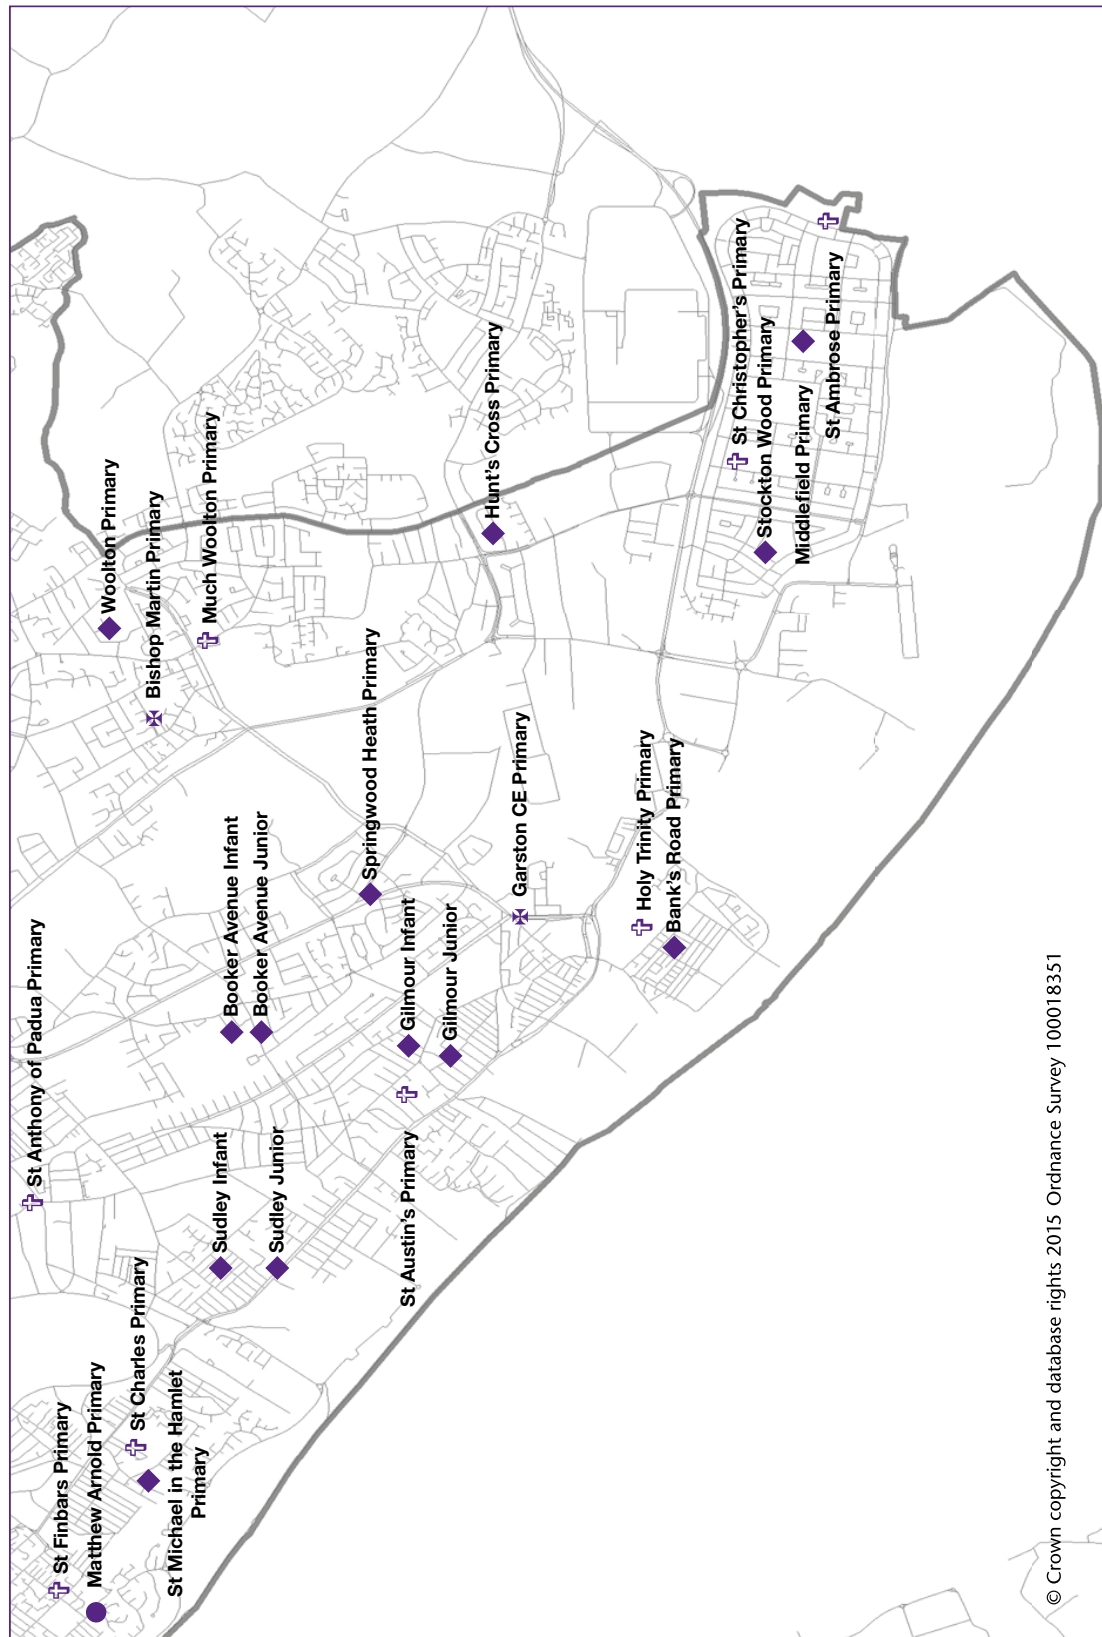 St Finbars Primary
Matthew Arnold Primary
St Charles Primary
St Michael in the Hamlet
Primary
St Anthony of Padua Primary
Sudley Infant
Sudley Junior
St Austin's Primary
Booker Avenue Infant
Booker Avenue Junior
Gilmour Infant
Gilmour Junior
Springwood Heath Primary
Garston CE Primary
Holy Trinity Primary
Bank's Road Primary
Woolton Primary
Bishop Martin Primary
Much Woolton Primary
Hunt's Cross Primary
St Christopher's Primary
Stockton Wood Primary
Middlefield Primary
St Ambrose Primary
© Crown copyright and database rights 2015 Ordnance Survey 100018351